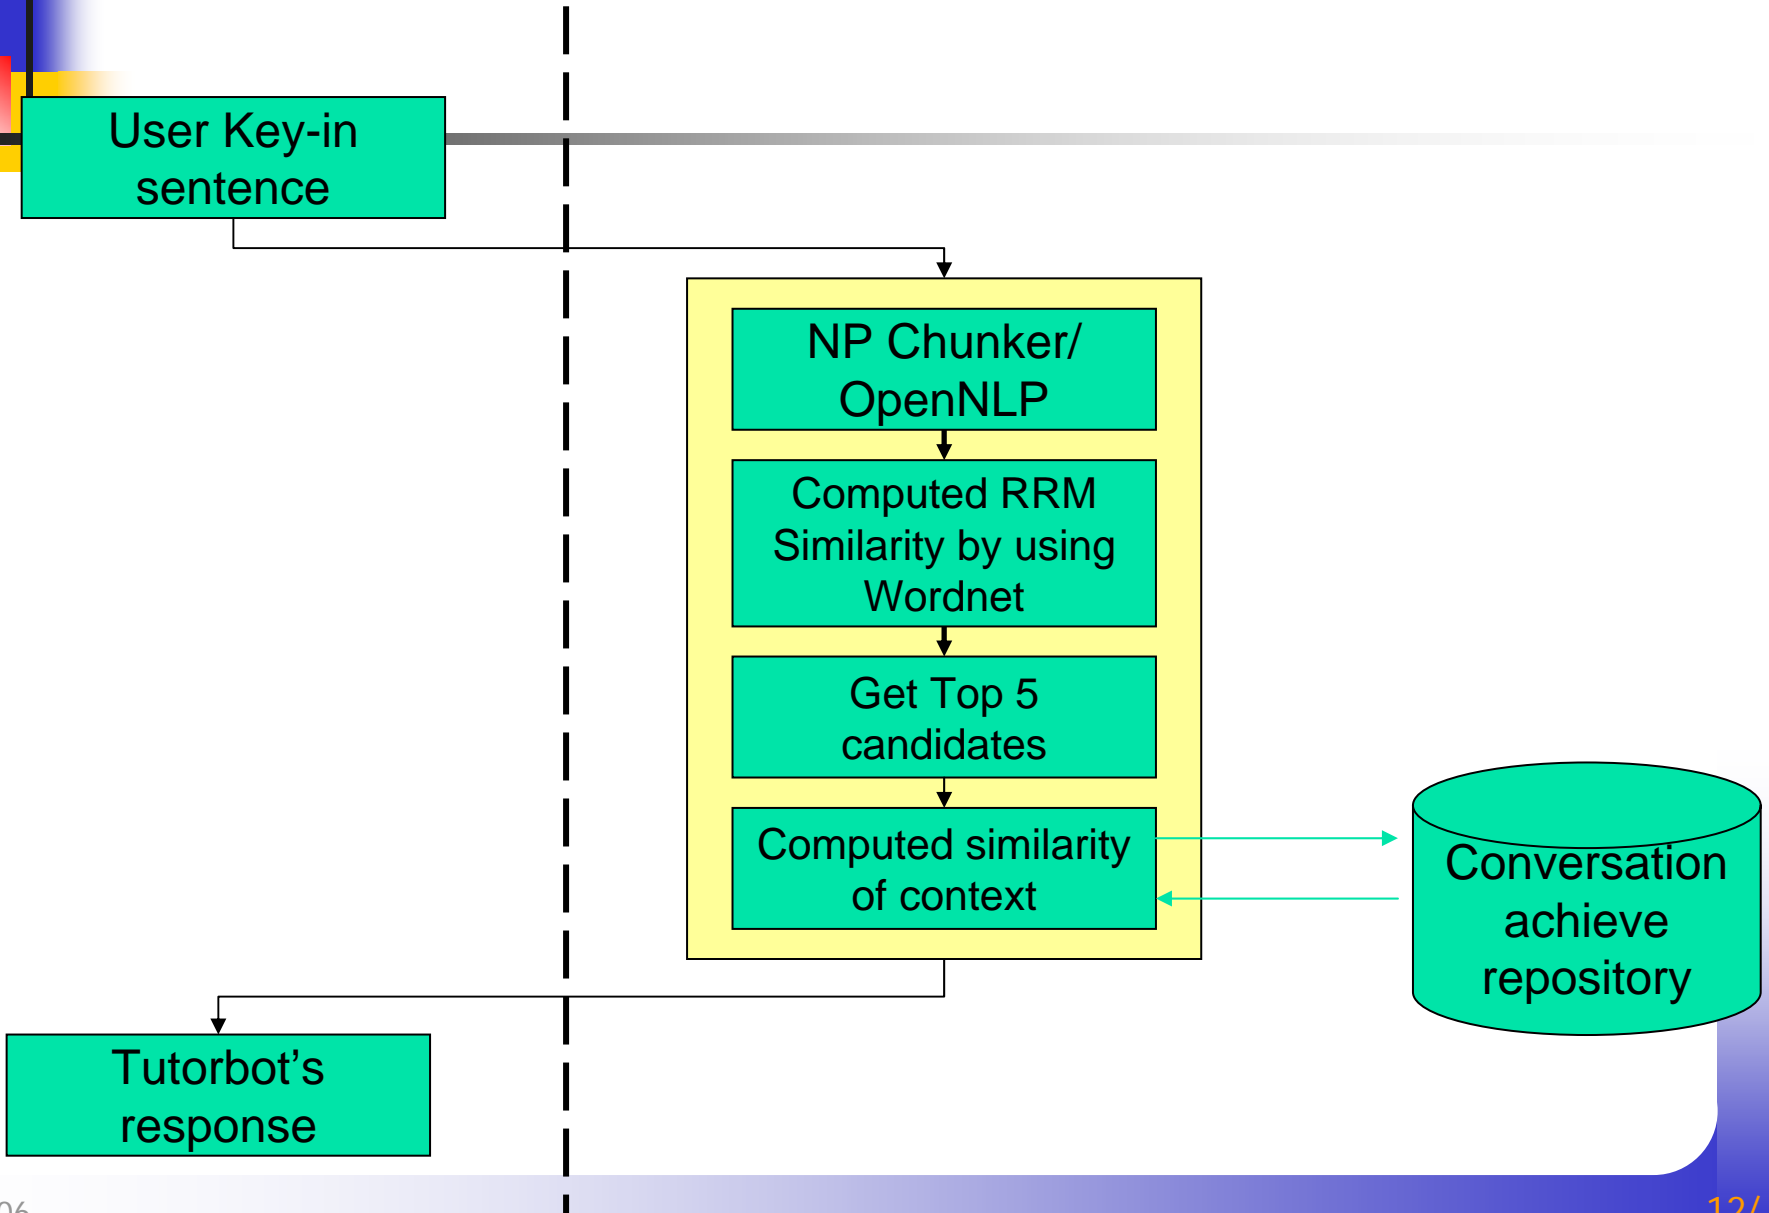 User Key-in
sentence
NP Chunker/
OpenNLP
Computed RRM
Similarity by using
Wordnet
Get Top 5
candidates
Computed similarity
of context
Conversation
achieve
repository
Tutorbot’s
response
12/